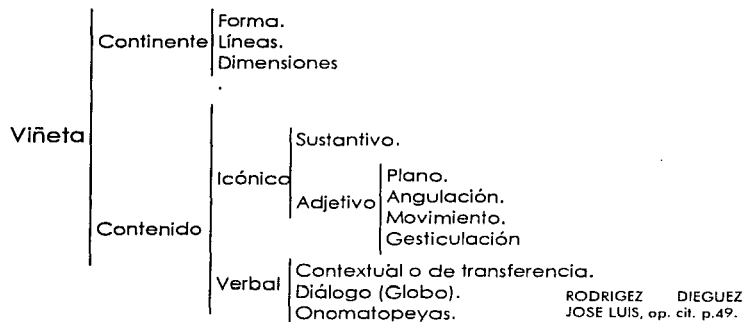 Viñeta
Continente
Forma.
Líneas.
Dimensiones
Contenido
Icónico
Sustantivo.
Adjetivo
Plano.
Angulación.
Movimiento.
Gesticulación
Verbal
Contextual o de transferencia.
Diálogo (Globo).
Onomatopeyas.
RODRIGEZ DIEGUEZ
JOSE LUIS, op. cit. p.49.